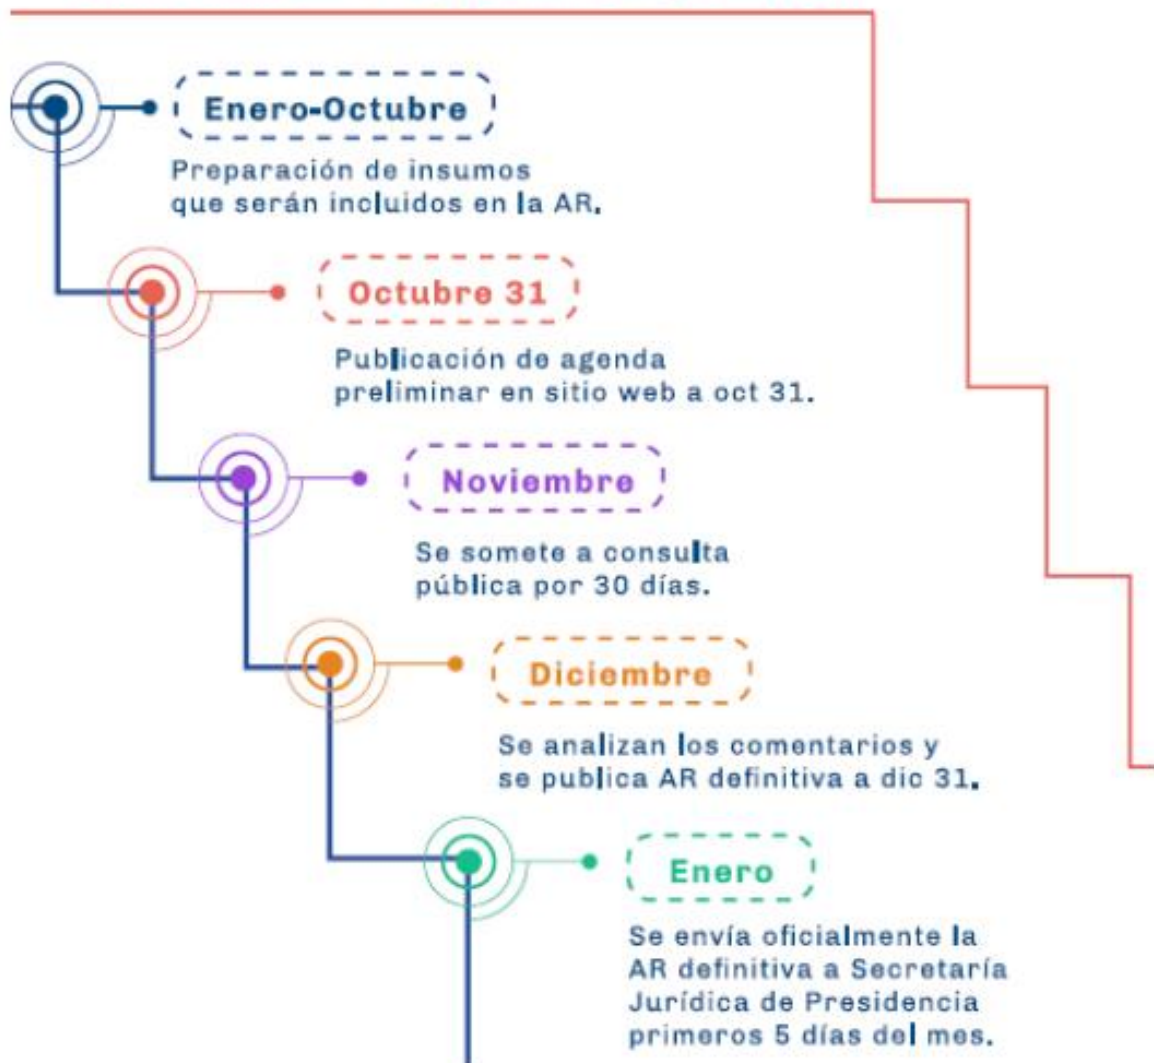 Enero-Octubre
Preparación de insumos
que serán incluidos en la AR.
Octubre 31
Publicación de agenda
preliminar en sitio web a oct 31.
Noviembre
Se somete a consulta
pública por 30 días.
Diciembre
Se analizan los comentarios y
se publica AR definitiva a dic 31.
Enero
Se envía oficialmente la
AR definitiva a Secretaría
Jurídica de Presidencia
primeros 5 días del mes.